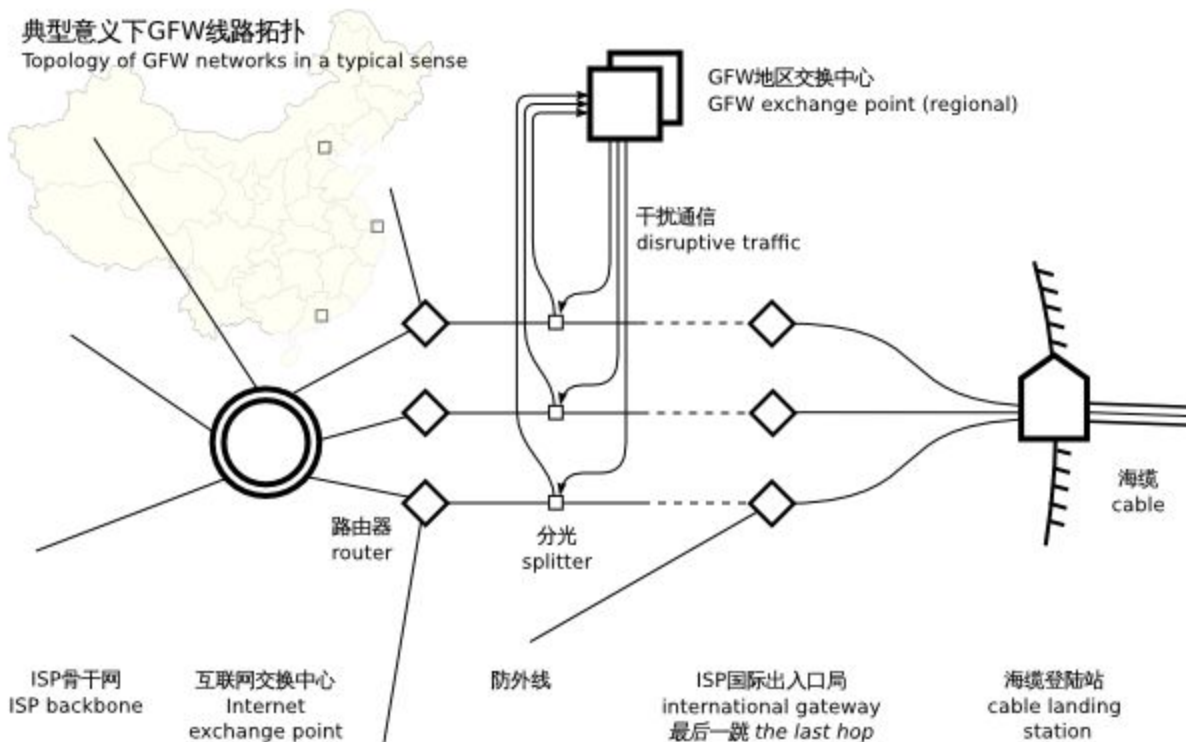 典型意义下GFW线路拓扑
Topology of GFW networks in a typical sense
GFW地区交换中心
GFW exchange point (regional)
干扰通信
disruptive traffic
路由器
router
分光
splitter
海缆
cable
ISP骨干网
ISP backbone
互联网交换中心
Internet
exchange point
防外线
ISP国际出入口局
international gateway
最后一跳 the last hop
海缆登陆站
cable landing
station